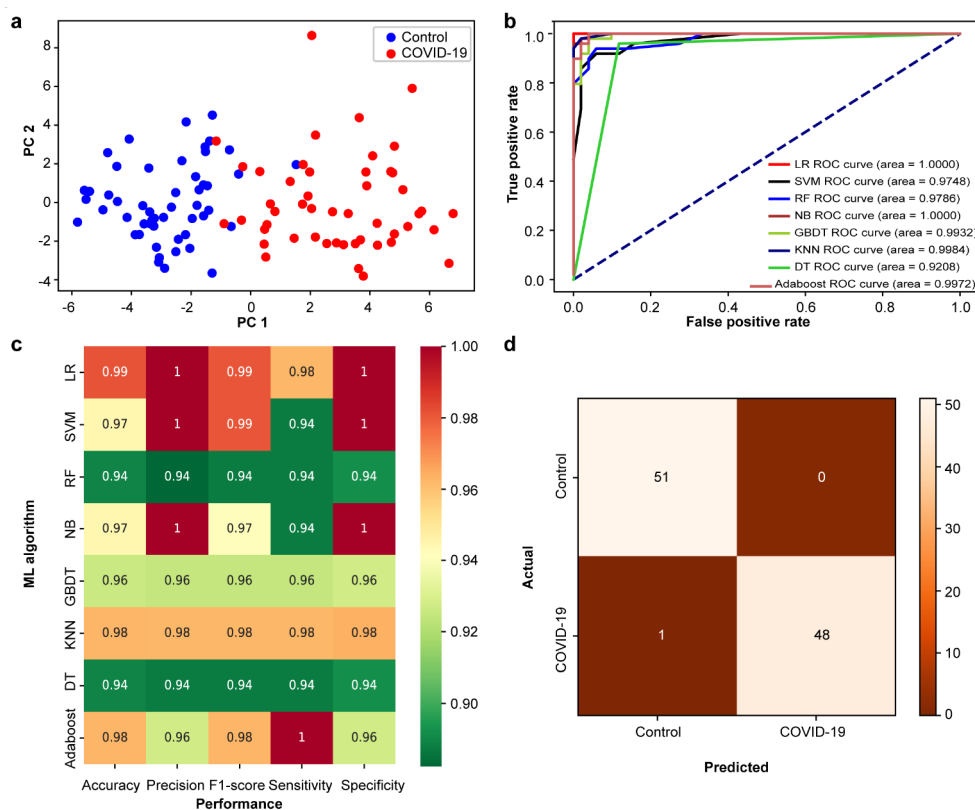 a
Control
COVID-19
8
6
4
2
0
-2
-4
PC 2
-6
-4
-2
0
2
4
6
PC 1
b
1.0
0.8
0.6
0.4
0.2
0.0
True positive rate
LR ROC curve (area = 1.0000)
SVM ROC curve (area = 0.9748)
RF ROC curve (area = 0.9786)
NB ROC curve (area = 1.0000)
GBDT ROC curve (area = 0.9932)
KNN ROC curve (area = 0.9984)
DT ROC curve (area = 0.9208)
Adaboost ROC curve (area = 0.9972)
0.0
0.2
0.4
0.6
0.8
1.0
False positive rate
c
ML algorithm
LR 0.99 1 0.99 0.98 1
SVM 0.97 1 0.99 0.94 1
RF 0.94 0.94 0.94 0.94 0.94
NB 0.97 1 0.97 0.94 1
GBDT 0.96 0.96 0.96 0.96 0.96
KNN 0.98 0.98 0.98 0.98 0.98
DT 0.94 0.94 0.94 0.94 0.94
Adaboost 0.98 0.96 0.98 1 0.96
Accuracy Precision F1-score Sensitivity Specificity
Performance
1.00
0.98
0.96
0.94
0.92
0.90
d
Actual
Control 51 0
COVID-19 1 48
Control COVID-19
Predicted
50
40
30
20
10
0